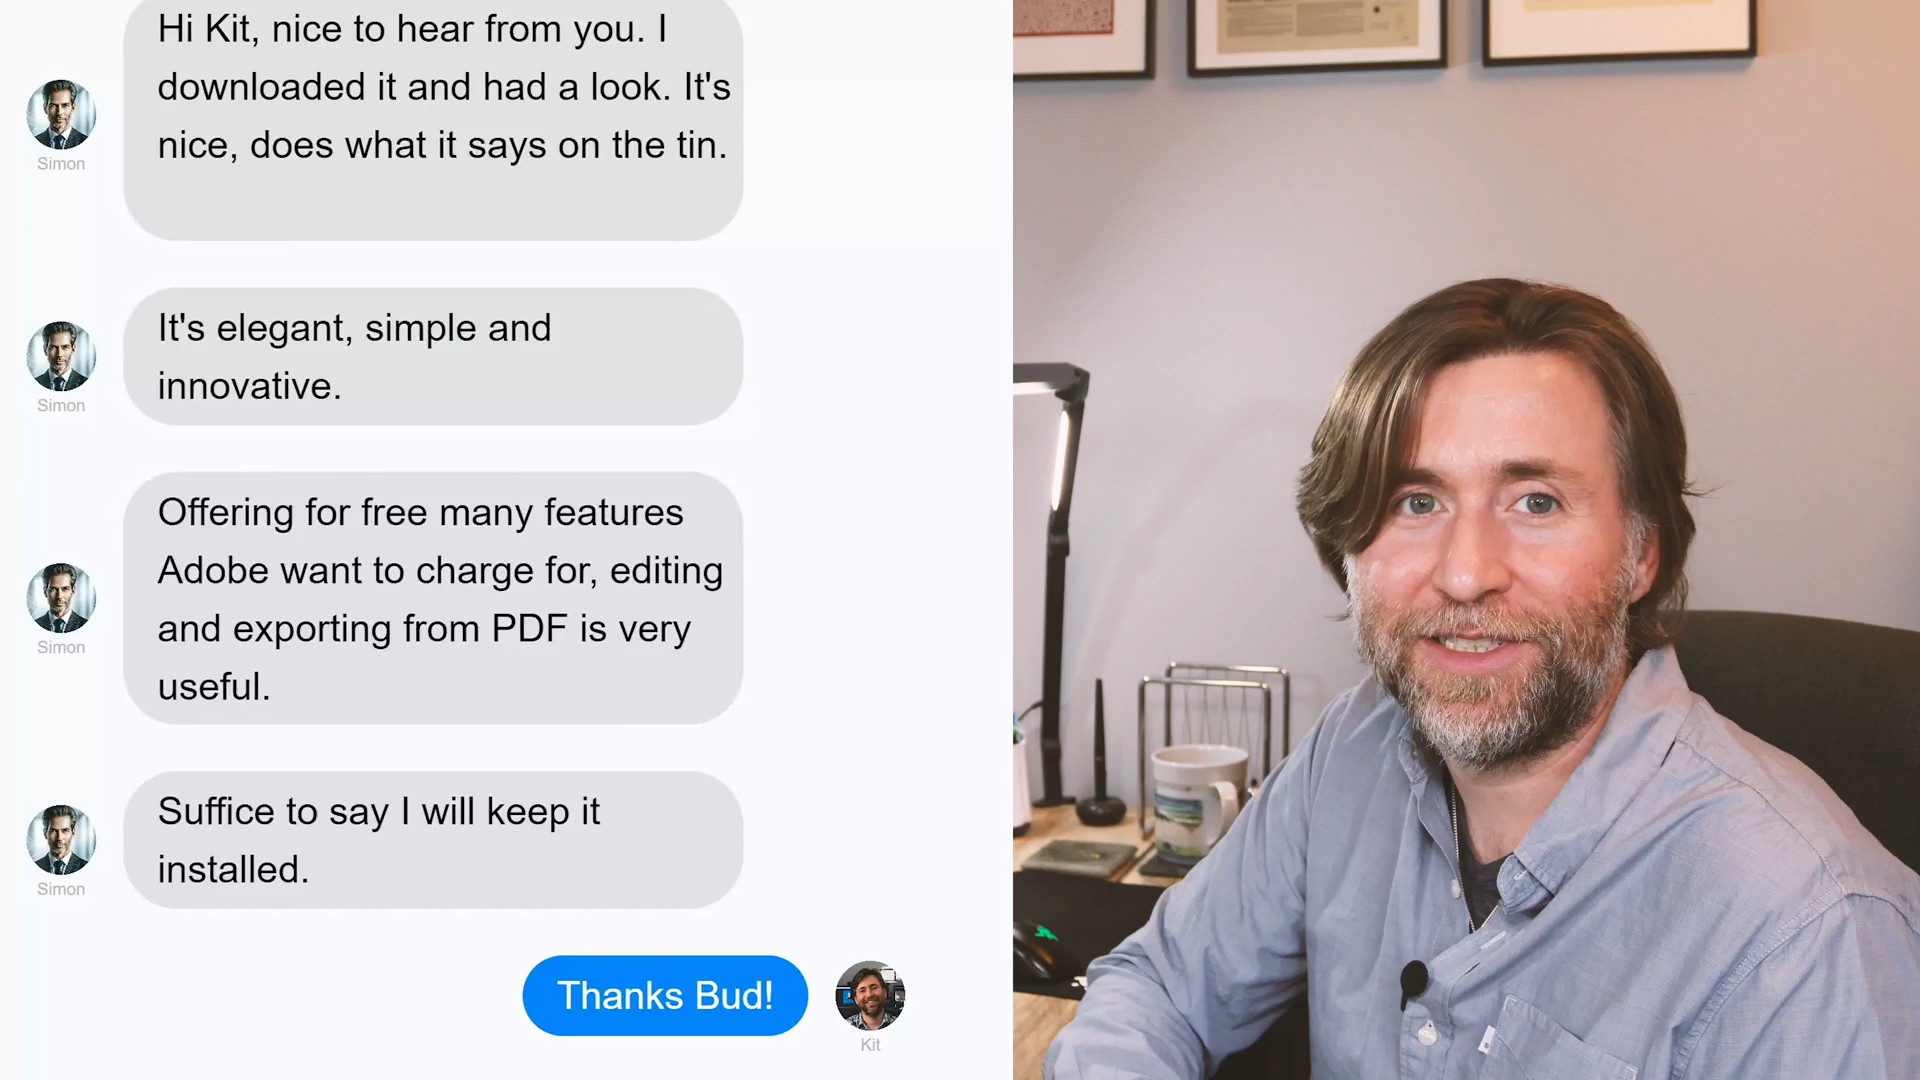 Hi Kit, nice to hear from you. I
downloaded it and had a look. It's
nice, does what it says on the tin.
Simon
It's elegant, simple and
innovative.
Simon
Offering for free many features
Adobe want to charge for, editing
and exporting from PDF is very
useful.
Simon
Suffice to say I will keep it
installed.
Simon
Thanks Bud!
Kit